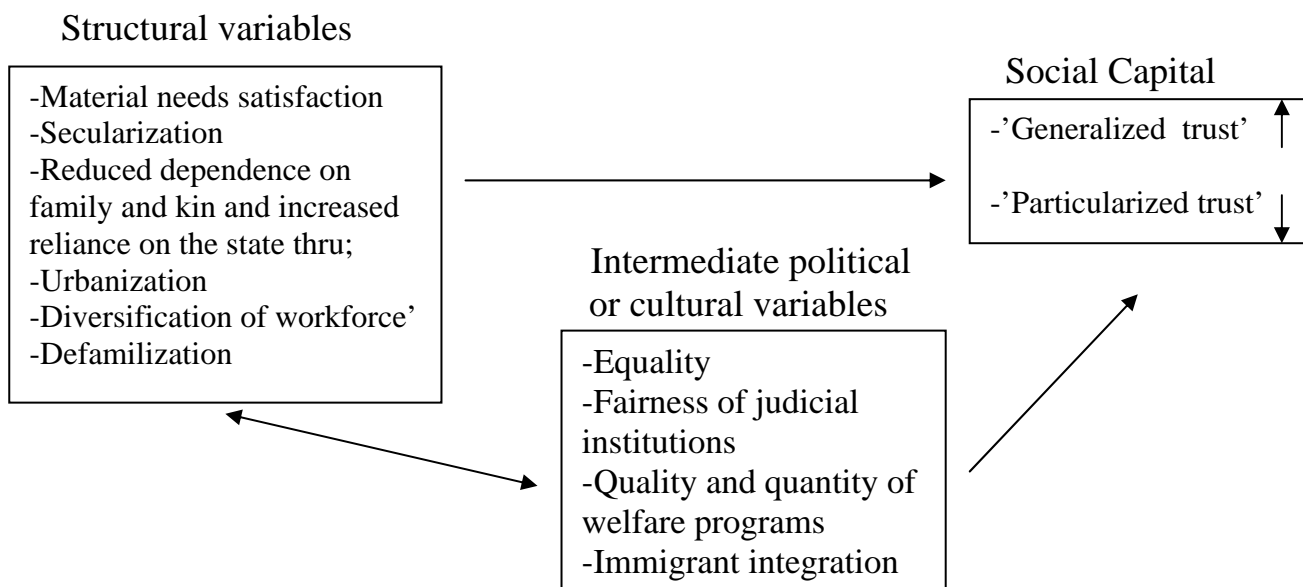 Structural variables
-Material needs satisfaction
-Secularization
-Reduced dependence on
family and kin and increased
reliance on the state thru;
-Urbanization
-Diversification of workforce’
-Defamilization
Social Capital
-’Generalized trust’
-’Particularized trust’
Intermediate political
or cultural variables
-Equality
-Fairness of judicial
institutions
-Quality and quantity of
welfare programs
-Immigrant integration